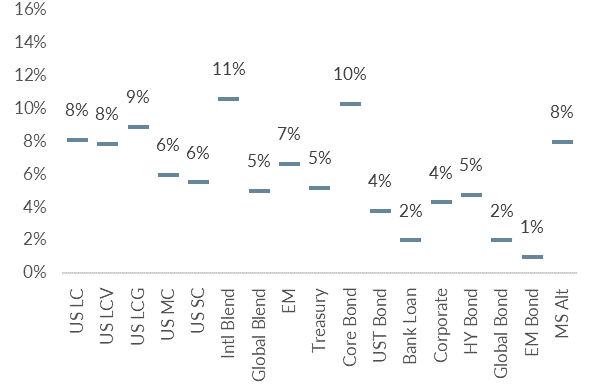 16%
14%
12%
10%
8%
6%
4%
2%
0%
8%
8%
9%
6%
6%
11%
5%
7%
5%
10%
4%
2%
4%
5%
2%
1%
8%
US LC
US LCV
US LCG
US MC
US SC
Intl Blend
Global Blend
EM
Treasury
Core Bond
UST Bond
Bank Loan
Corporate
HY Bond
Global Bond
EM Bond
MS Alt